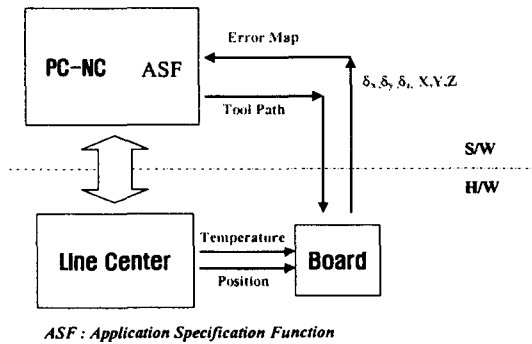 Error Map
PC-NC ASF
δx,δy,δz, X,Y,Z
Tool Path
S/W
H/W
Temperature
Line Center
Board
Position
ASF : Application Specification Function